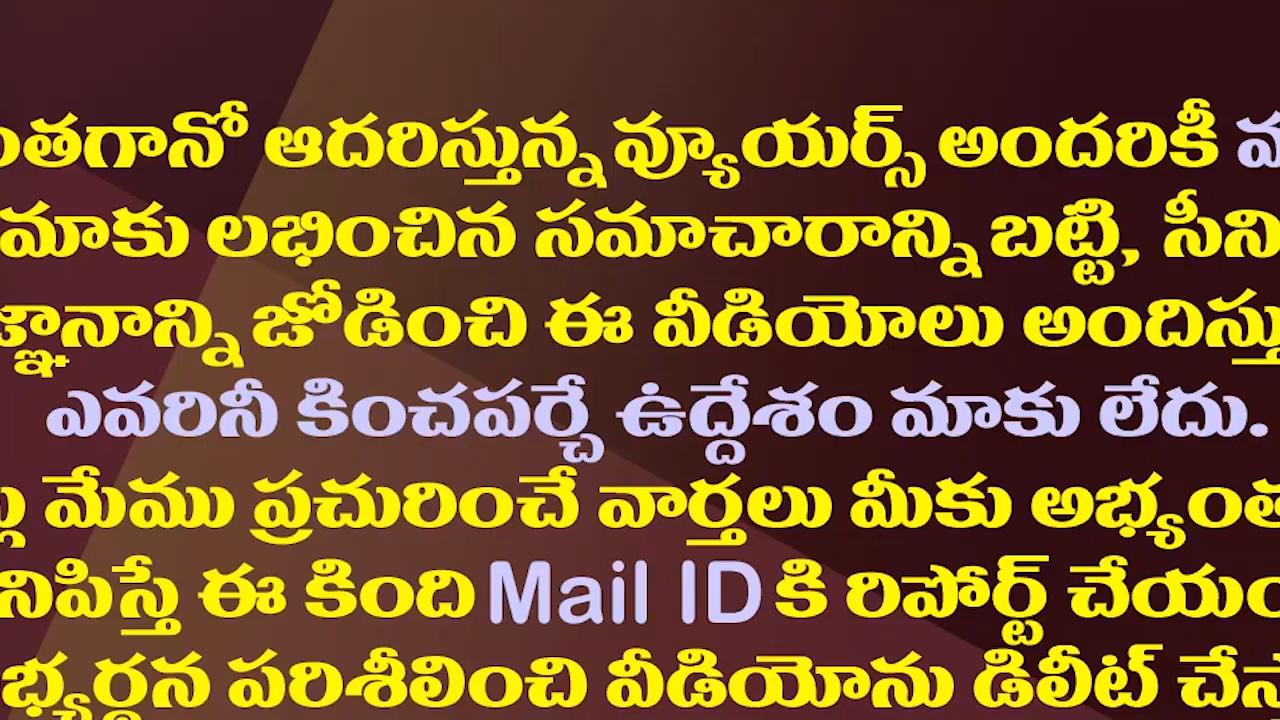 ంతగానో ఆదరిస్తున్న వ్యూయర్స్ అందరికీ
మాకు లభించిన సమాచారాన్ని బట్టి, సీని
జ్ఞానాన్ని జోడించి ఈ వీడియోలు అందిస్తు
ఎవరినీ కించపర్చే ఉద్దేశం మాకు లేదు.
మేము ప్రచురించే వార్తలు మీకు అభ్యంత
నిపిస్తే ఈ కింది Mail ID కి రిపోర్ట్ చేయం
భ్యర్థన పరిశీలించి వీడియోను డిలీట్ చేస